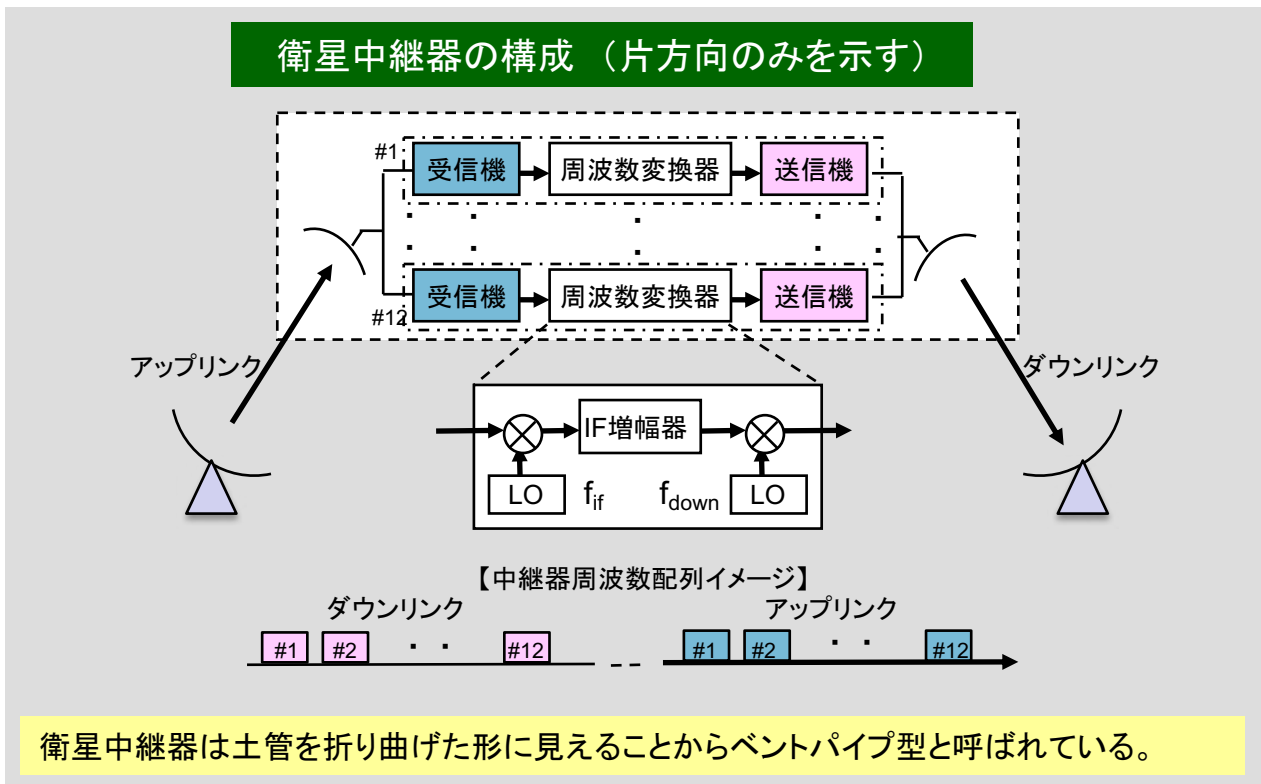 衛星中継器の構成 （片方向のみを示す）
#1
受信機
周波数変換器
送信機
#12
受信機
周波数変換器
送信機
アップリンク
ダウンリンク
IF増幅器
LO
fif
fdown
LO
【中継器周波数配列イメージ】
ダウンリンク
アップリンク
#1 #2 ・ ・ #12
#1 #2 ・ ・ #12
衛星中継器は土管を折り曲げた形に見えることからベントパイプ型と呼ばれている。